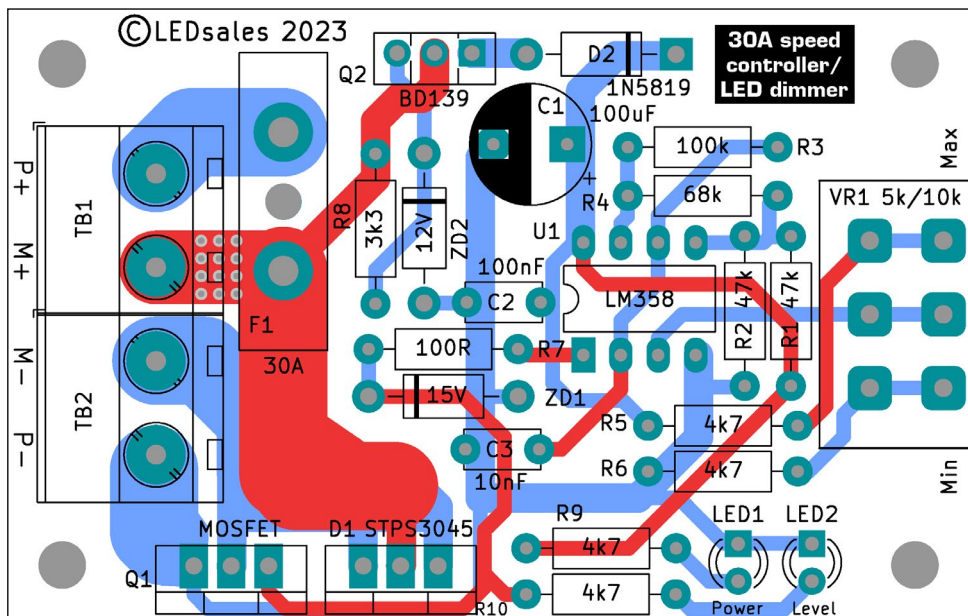 ©LEDsales 2023
30A speed
controller/
LED dimmer
Q2
BD139
D2
1N5819
C1
100uF
+
100k
R3
68k
R4
Max
VR1 5k/10k
P+
TB1
M+
R8
3k3
12V
ZD2
U1
100nF
C2
LM358
47k
R2
47k
R1
F1
30A
100R
R7
15V
ZD1
M-
TB2
P-
R5
4k7
R6
4k7
C3
10nF
Min
MOSFET
D1 STPS3045
R9
4k7
LED1
LED2
Q1
4k7
R10
Power
Level